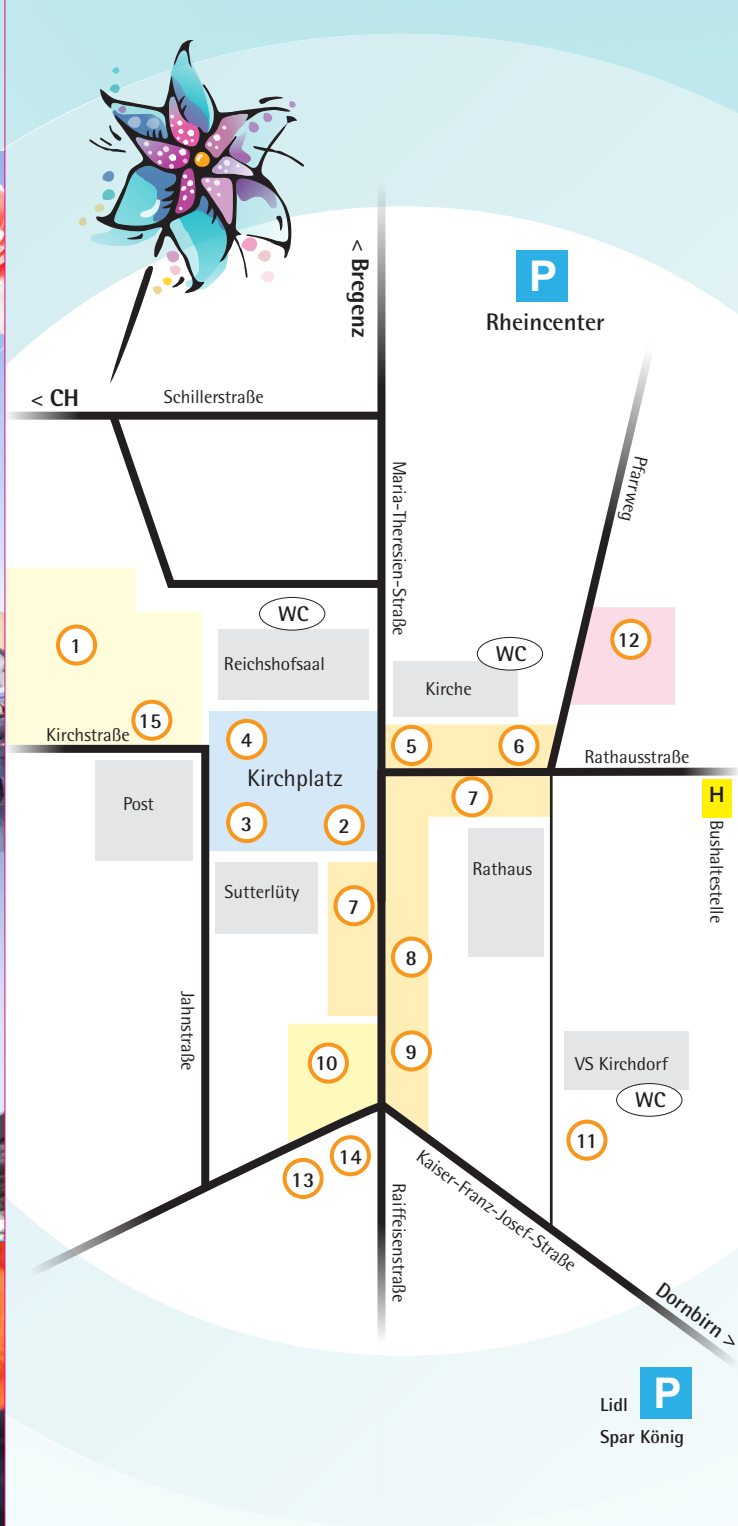 < Bregenz
P
Rheincenter
< CH
Schillerstraße
Maria-Theresien-Straße
Pfarrweg
WC
Reichshofsaal
WC
Kirche
12
1
15
Kirchstraße
4
5
6
Rathausstraße
Kirchplatz
7
H
Bushaltestelle
Post
3
2
Sutterlüty
7
Rathaus
8
Jahnstraße
9
10
VS Kirchdorf
WC
11
13
14
Raiffeisenstraße
Kaiser-Franz-Josef-Straße
Dornbirn >
Lidl
P
Spar König